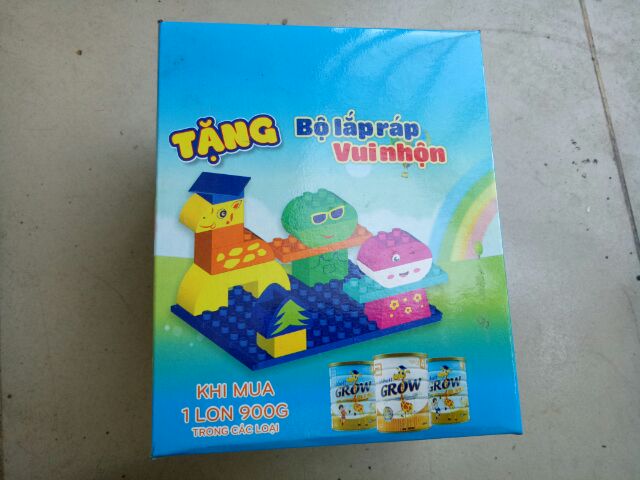 TẶNG
Bộ lắp ráp
Vui nhộn
KHI MUA
1 LON 900G
TRONG CÁC LOẠI
GROW
GROW
GROW